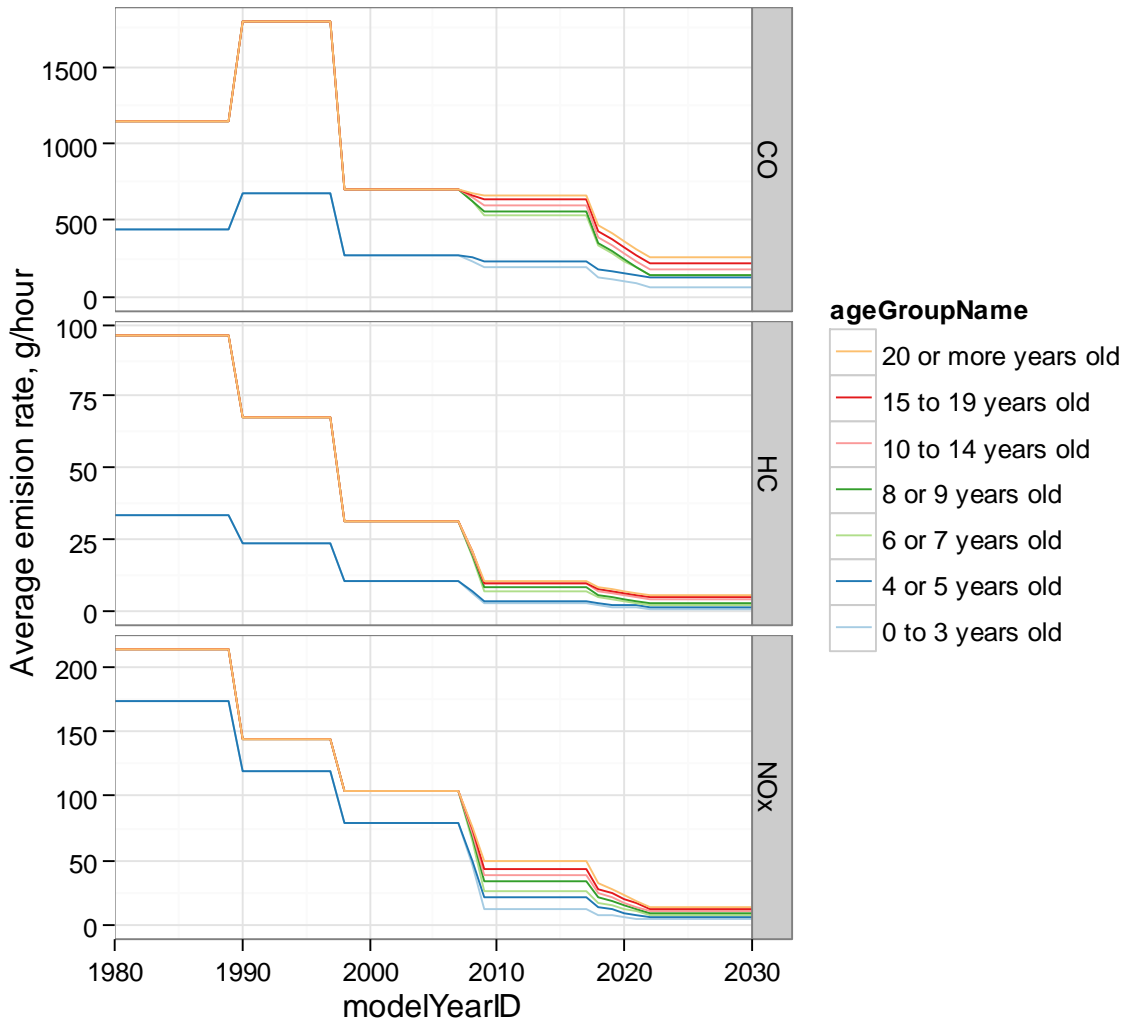 Average emision rate, g/hour
1500
1000
500
0
CO
100
75
50
25
0
HC
200
150
100
50
0
NOx
1980 1990 2000 2010 2020 2030
modelYearID
ageGroupName
20 or more years old
15 to 19 years old
10 to 14 years old
8 or 9 years old
6 or 7 years old
4 or 5 years old
0 to 3 years old